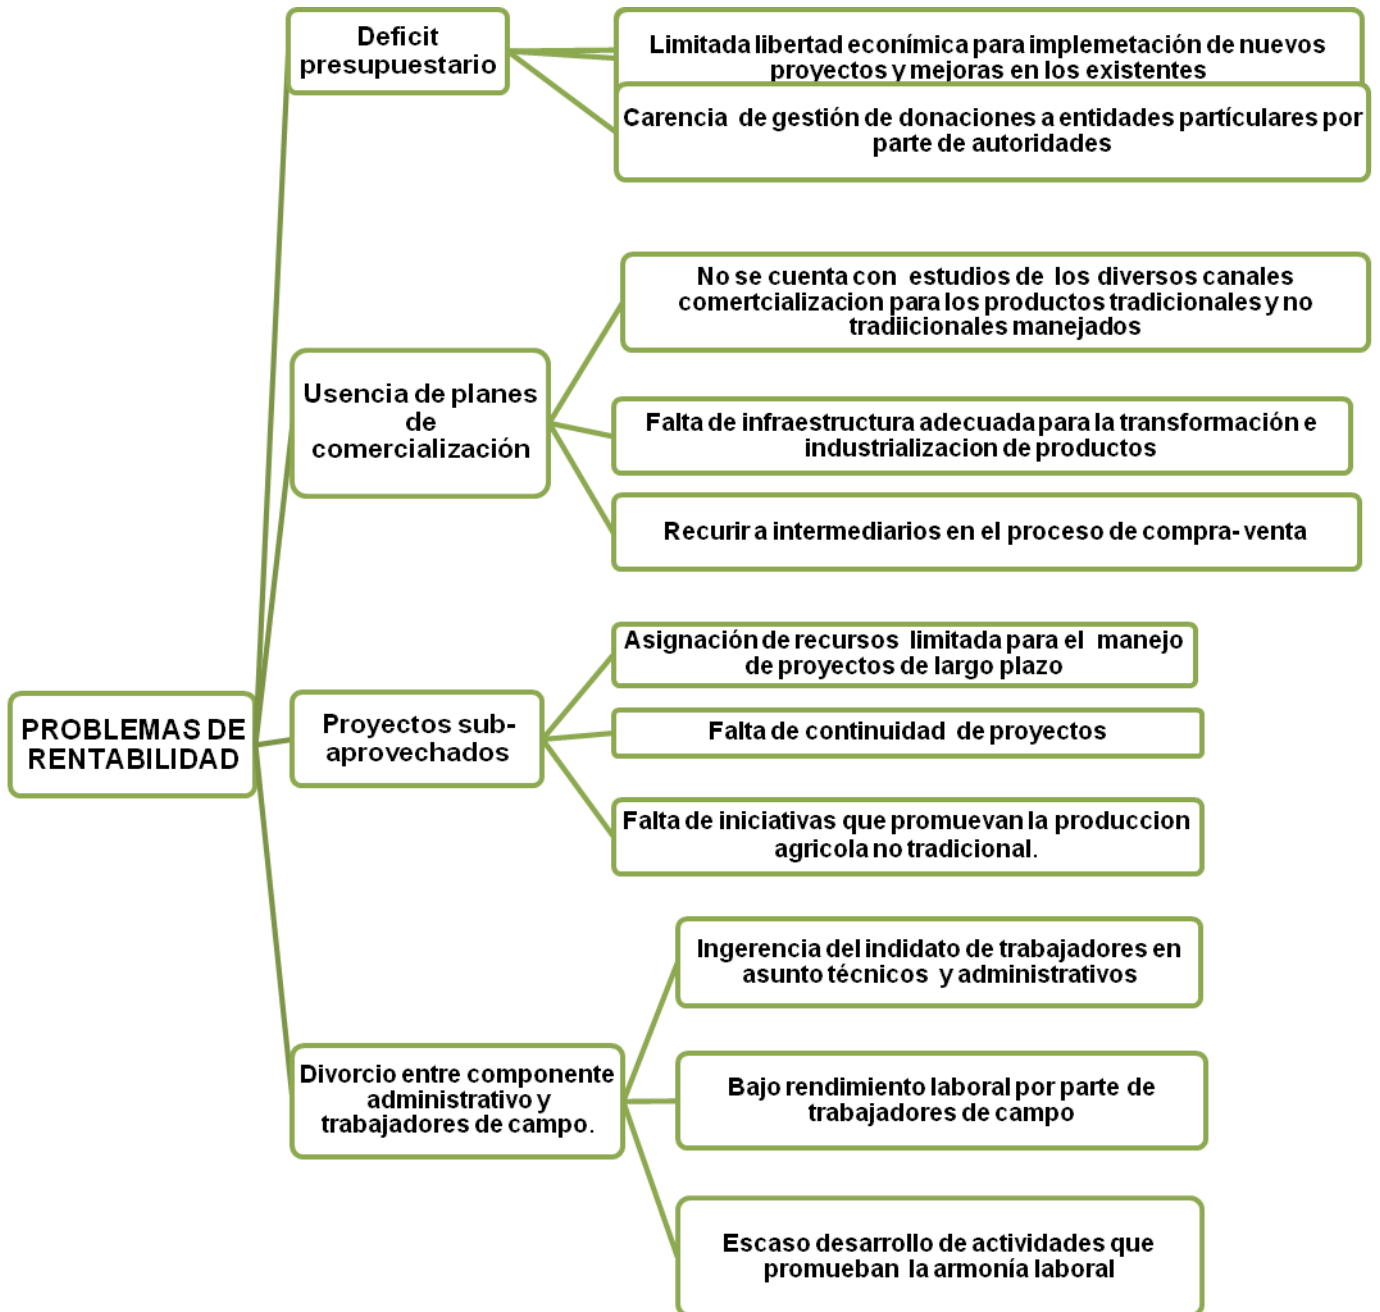 Deficit
presupuestario
Limitada libertad econímica para implemetación de nuevos
proyectos y mejoras en los existentes
Carencia de gestión de donaciones a entidades partículares por
parte de autoridades
Usencia de planes
de
comercialización
No se cuenta con estudios de los diversos canales
comertcializacion para los productos tradicionales y no
tradiicionales manejados
Falta de infraestructura adecuada para la transformación e
industrializacion de productos
Recurir a intermediarios en el proceso de compra- venta
PROBLEMAS DE
RENTABILIDAD
Proyectos sub-
aprovechados
Asignación de recursos limitada para el manejo
de proyectos de largo plazo
Falta de continuidad de proyectos
Falta de iniciativas que promuevan la produccion
agricola no tradicional.
Divorcio entre componente
administrativo y
trabajadores de campo.
Ingerencia del indidato de trabajadores en
asunto técnicos y administrativos
Bajo rendimiento laboral por parte de
trabajadores de campo
Escaso desarrollo de actividades que
promueban la armonía laboral